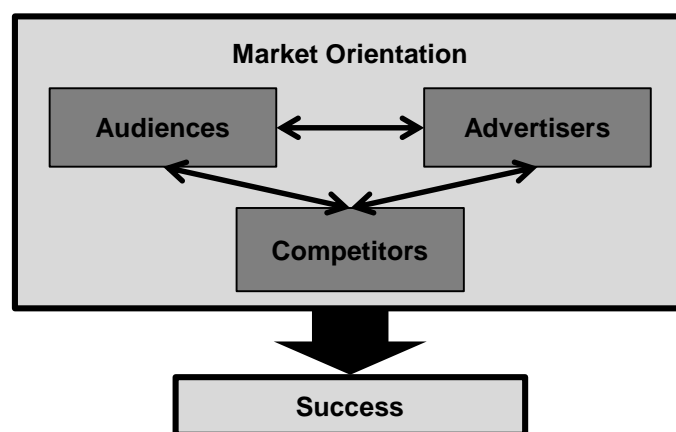 Market Orientation
Audiences
Advertisers
Competitors
Success